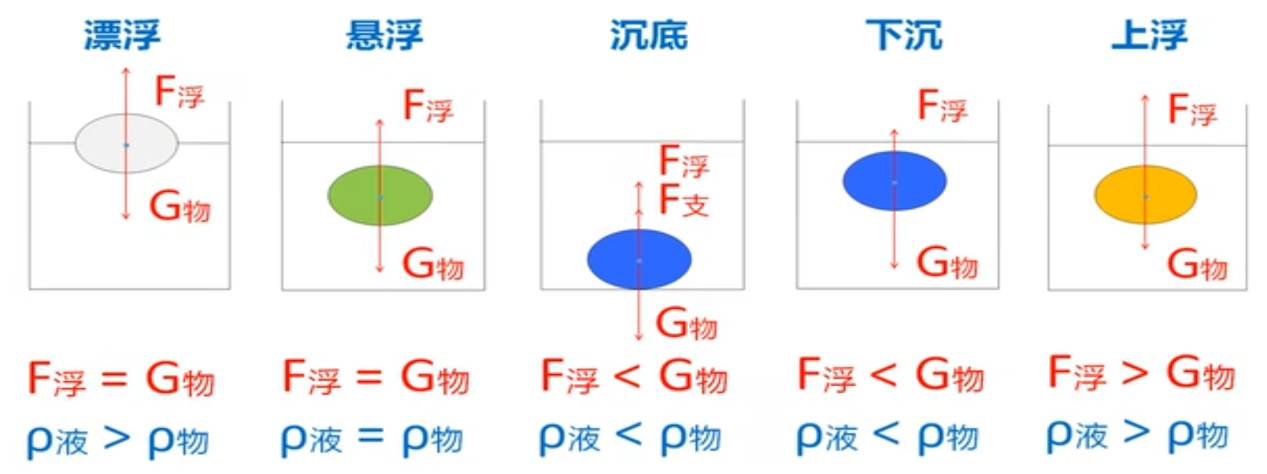 漂浮 悬浮 沉底 下沉 上浮
F浮 F浮 F浮 F浮 F浮
F支
G物 G物 G物 G物 G物
F浮 = G物 F浮 = G物 F浮 < G物 F浮 < G物 F浮 > G物
ρ液 > ρ物 ρ液 = ρ物 ρ液 < ρ物 ρ液 < ρ物 ρ液 > ρ物